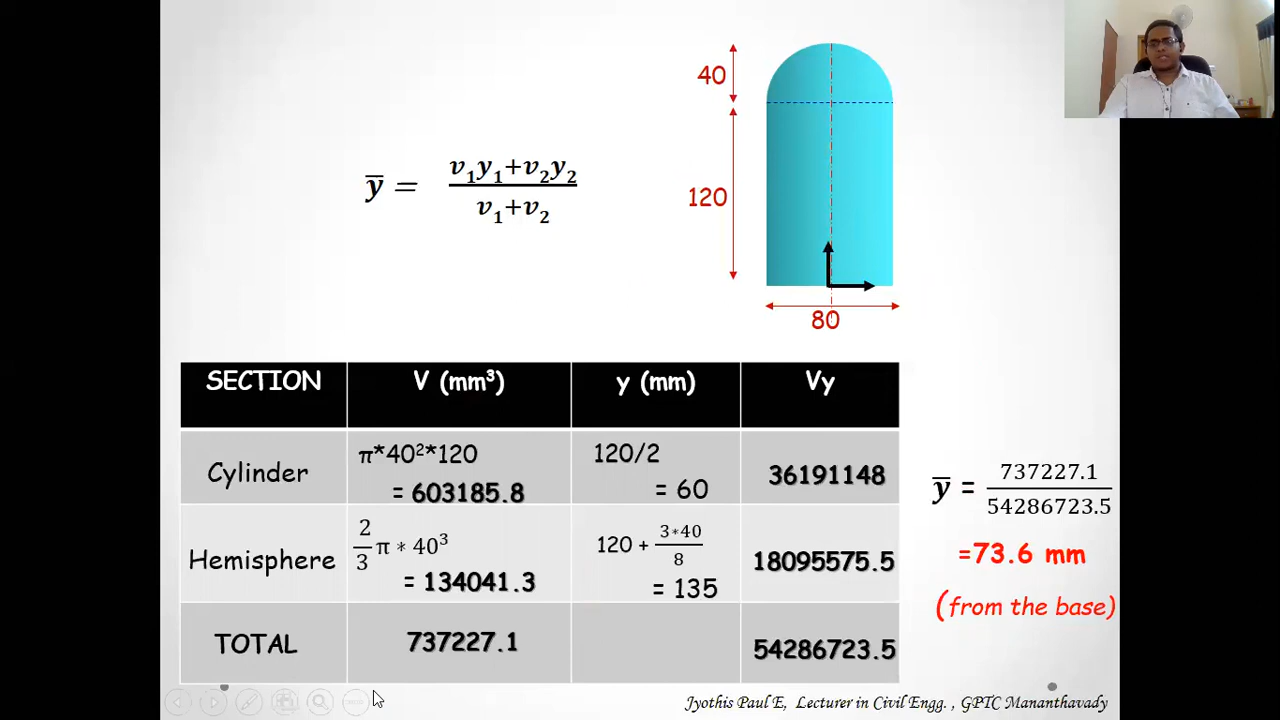 40
120
80
y̅ = (v₁y₁+v₂y₂)/(v₁+v₂)
SECTION V (mm³) y (mm) Vy
Cylinder π*40²*120 = 603185.8 120/2 = 60 36191148
Hemisphere 2/3 π ∗ 40³ = 134041.3 120 + 3∗40/8 = 135 18095575.5
TOTAL 737227.1 54286723.5
y̅ = 737227.1/54286723.5
=73.6 mm
(from the base)
Jyothis Paul E, Lecturer in Civil Engg. , GPTC Mananthavady